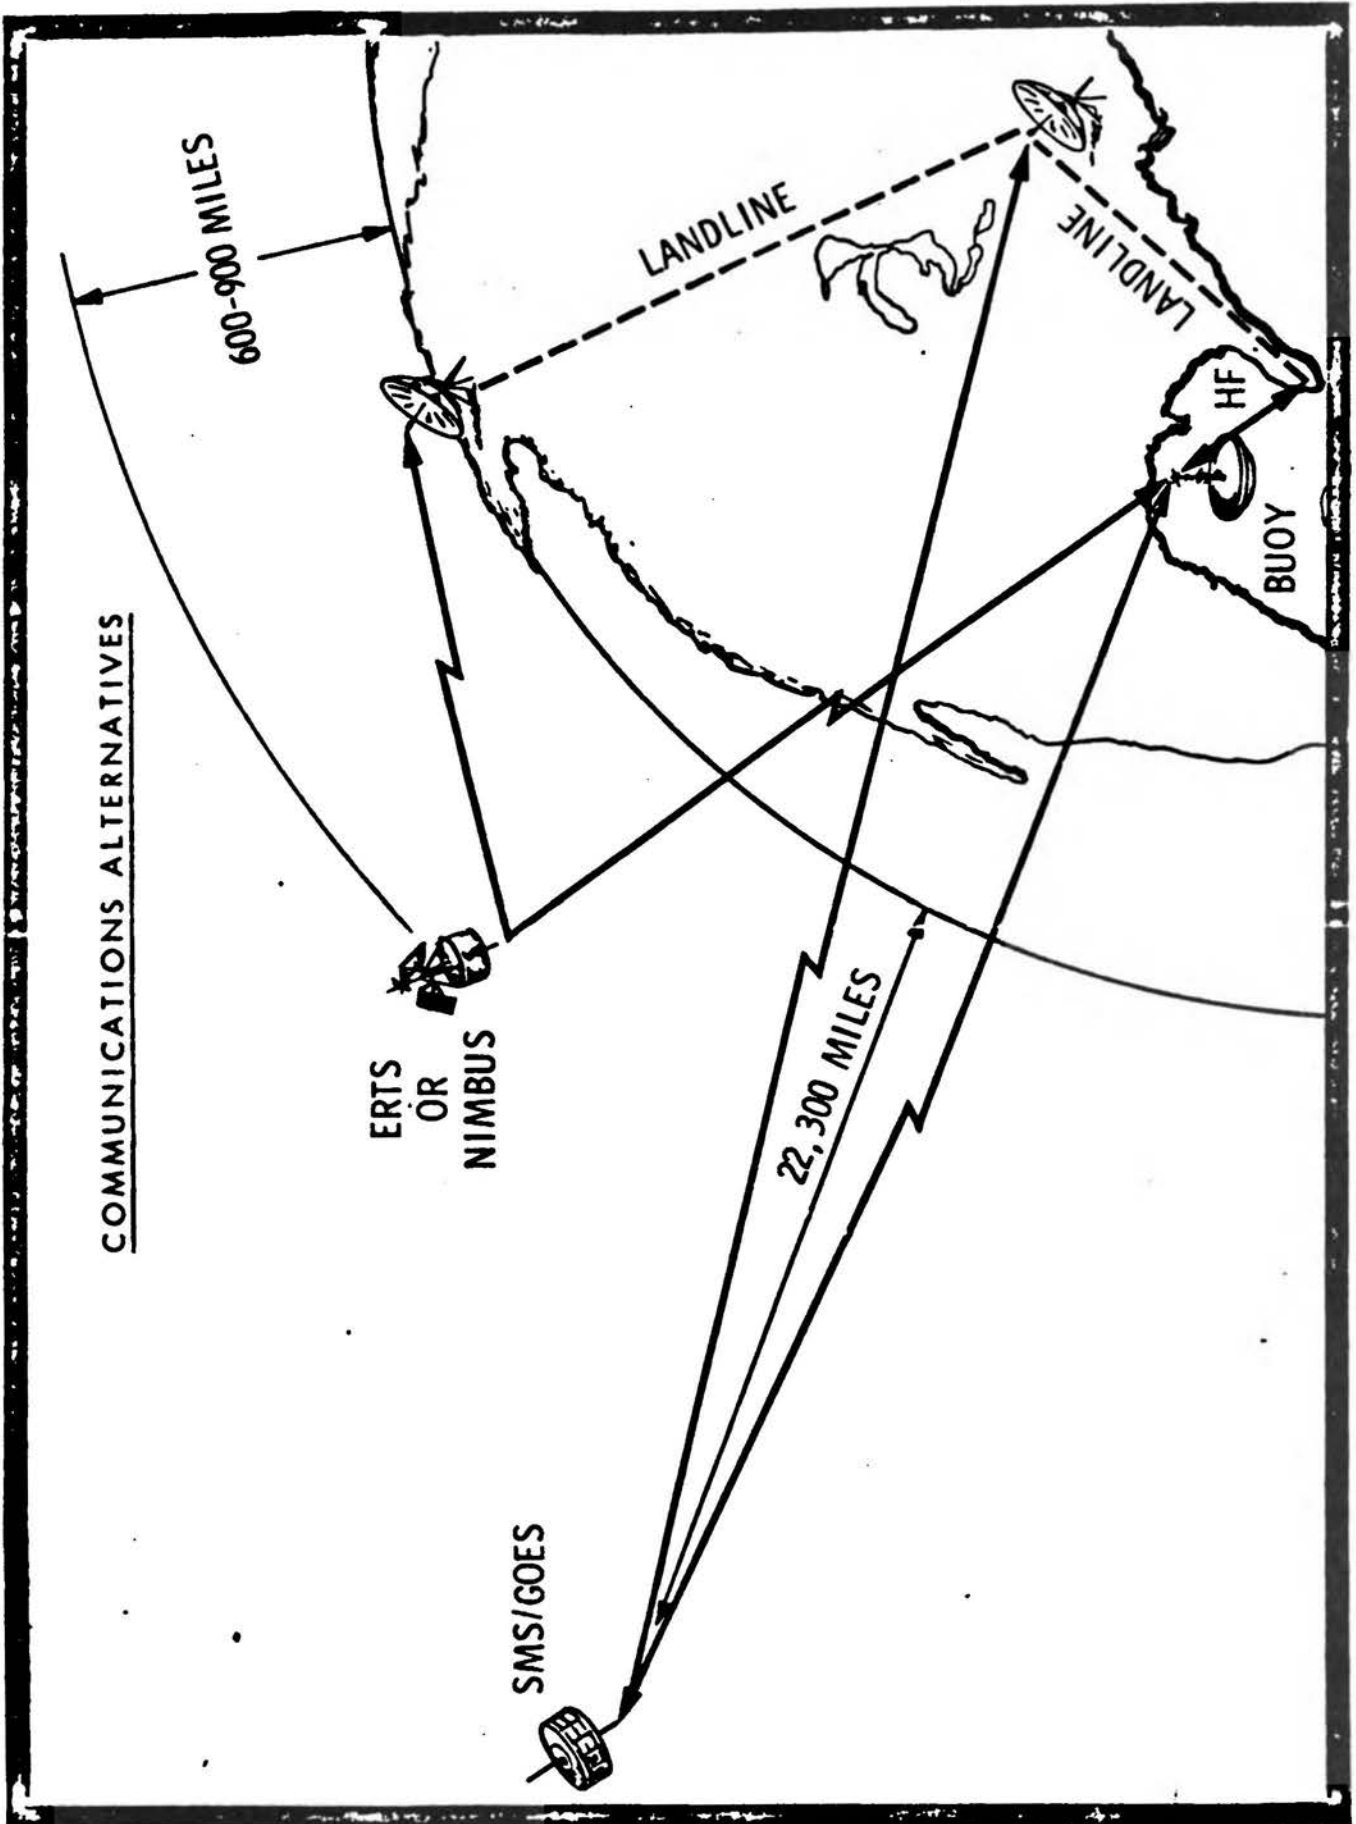 COMMUNICATIONS ALTERNATIVES
600-900 MILES
ERTS
OR
NIMBUS
SMS/GOES
LANDLINE
22,300 MILES
LANDLINE
HF
BUOY